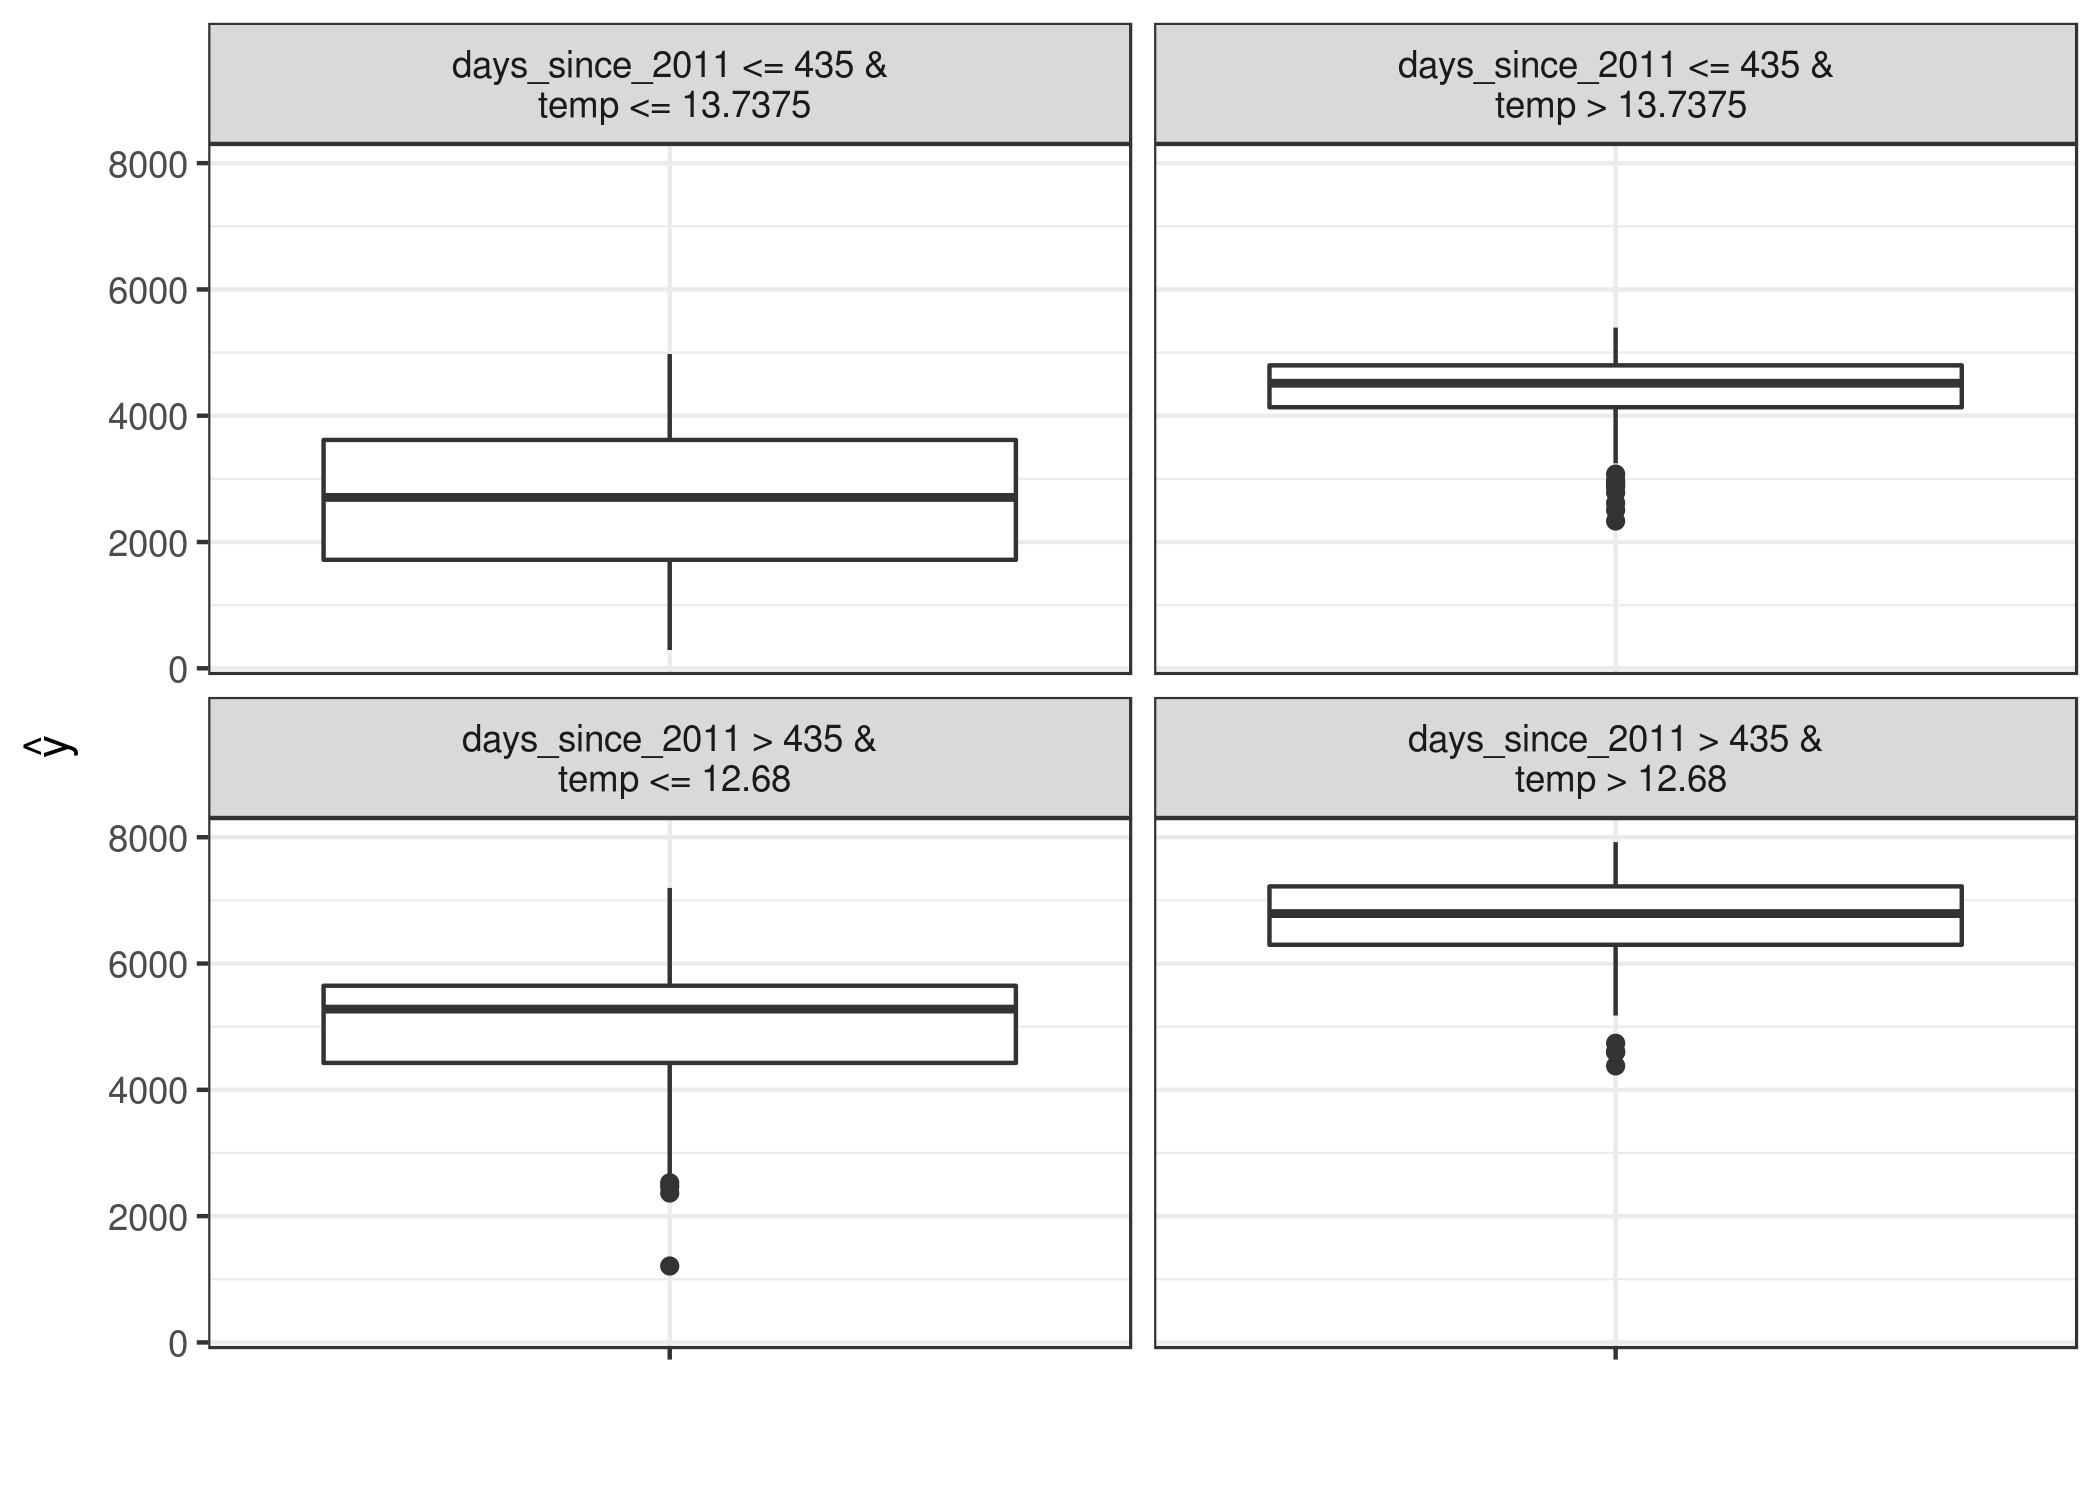 days_since_2011 <= 435 &
temp <= 13.7375
days_since_2011 <= 435 &
temp > 13.7375
8000
6000
4000
2000
0
ŷ
days_since_2011 > 435 &
temp <= 12.68
days_since_2011 > 435 &
temp > 12.68
8000
6000
4000
2000
0